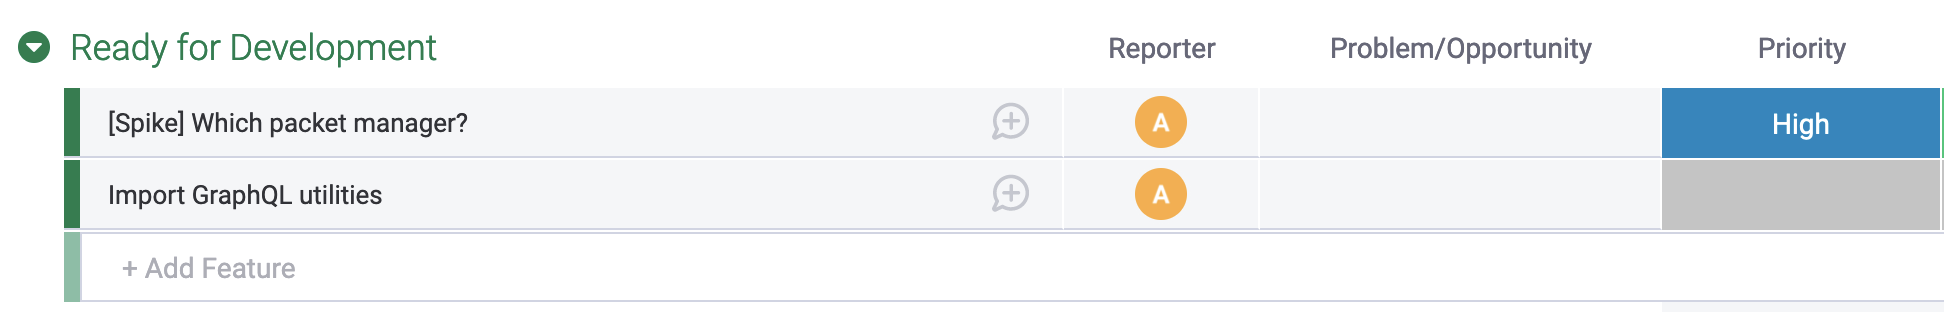 Ready for Development Reporter Problem/Opportunity Priority
[Spike] Which packet manager? A High
Import GraphQL utilities A
+ Add Feature